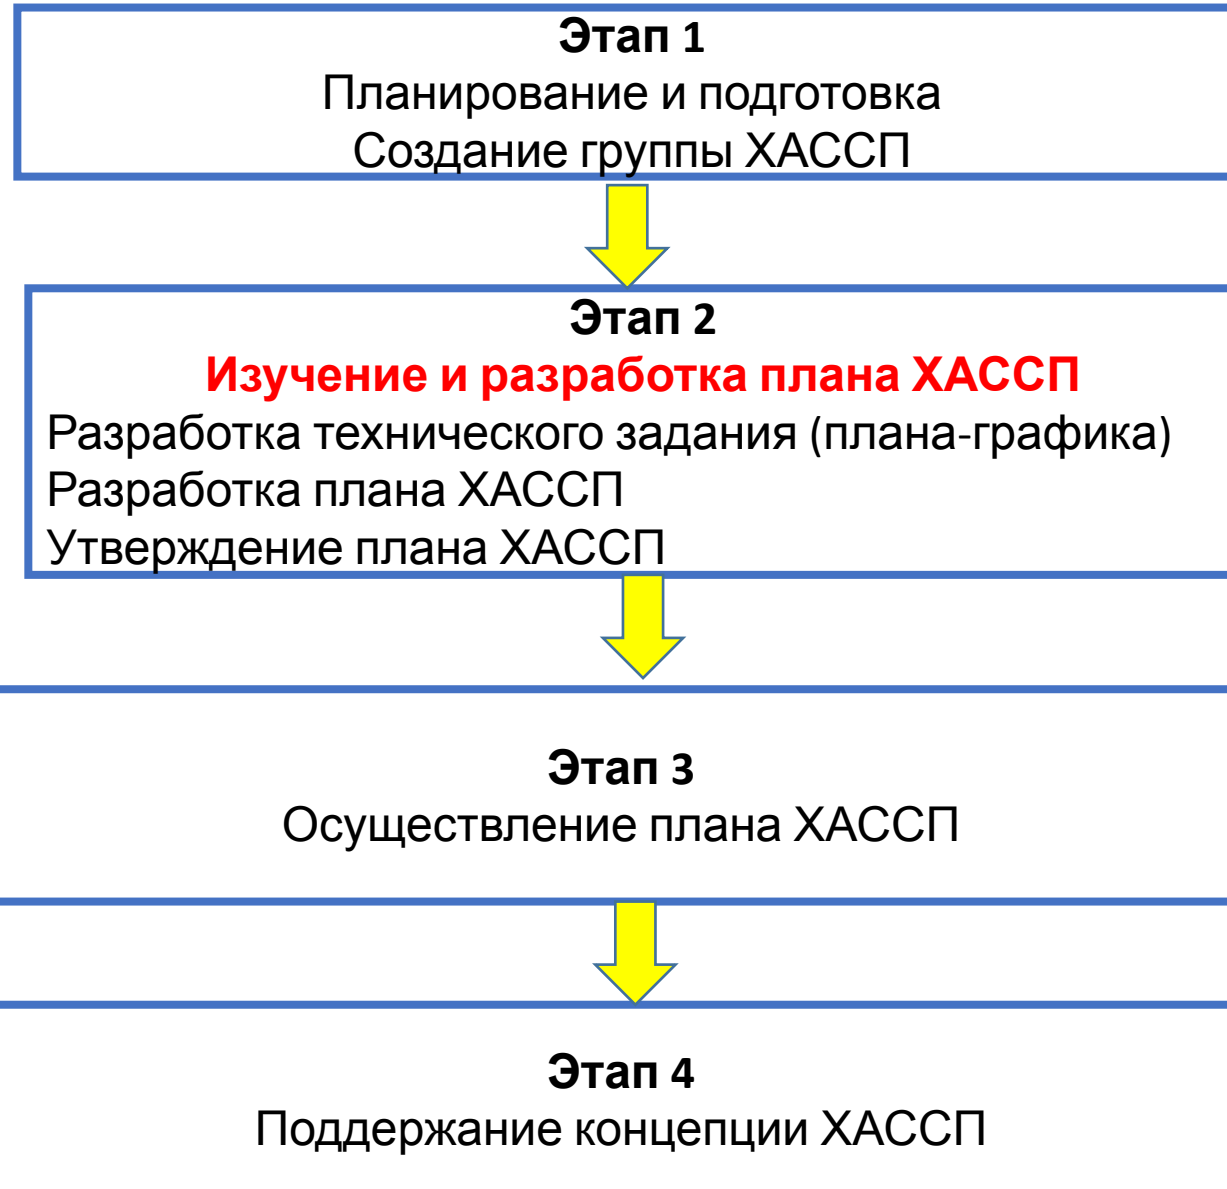 Этап 1
Планирование и подготовка
Создание группы ХАССП
Этап 2
Изучение и разработка плана ХАССП
Разработка технического задания (плана-графика)
Разработка плана ХАССП
Утверждение плана ХАССП
Этап 3
Осуществление плана ХАССП
Этап 4
Поддержание концепции ХАССП